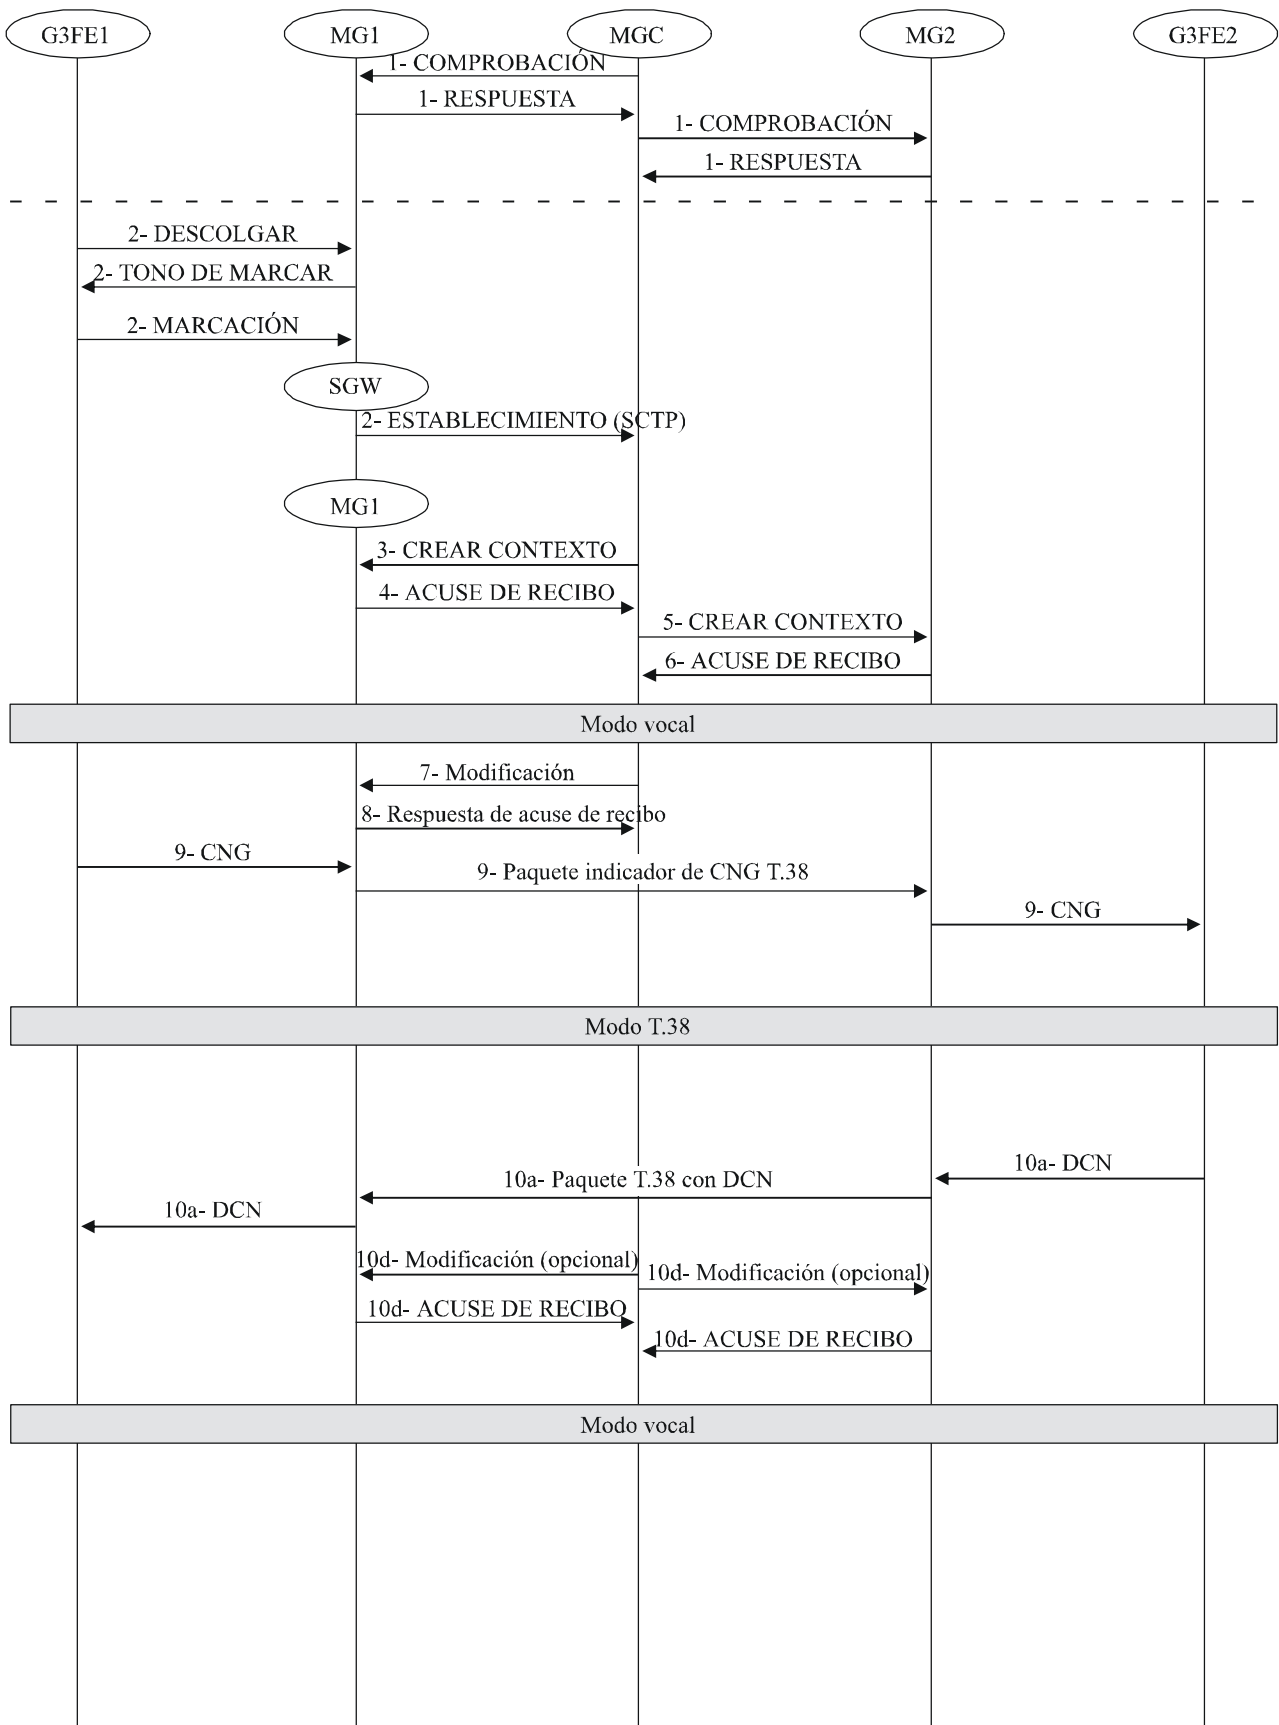 G3FE1 MG1 MGC MG2 G3FE2
1- COMPROBACIÓN
1- RESPUESTA
1- COMPROBACIÓN
1- RESPUESTA
2- DESCOLGAR
2- TONO DE MARCAR
2- MARCACIÓN
SGW
2- ESTABLECIMIENTO (SCTP)
MG1
3- CREAR CONTEXTO
4- ACUSE DE RECIBO
5- CREAR CONTEXTO
6- ACUSE DE RECIBO
Modo vocal
7- Modificación
8- Respuesta de acuse de recibo
9- CNG
9- Paquete indicador de CNG T.38
9- CNG
Modo T.38
10a- DCN
10a- Paquete T.38 con DCN
10a- DCN
10d- Modificación (opcional)
10d- Modificación (opcional)
10d- ACUSE DE RECIBO
10d- ACUSE DE RECIBO
Modo vocal